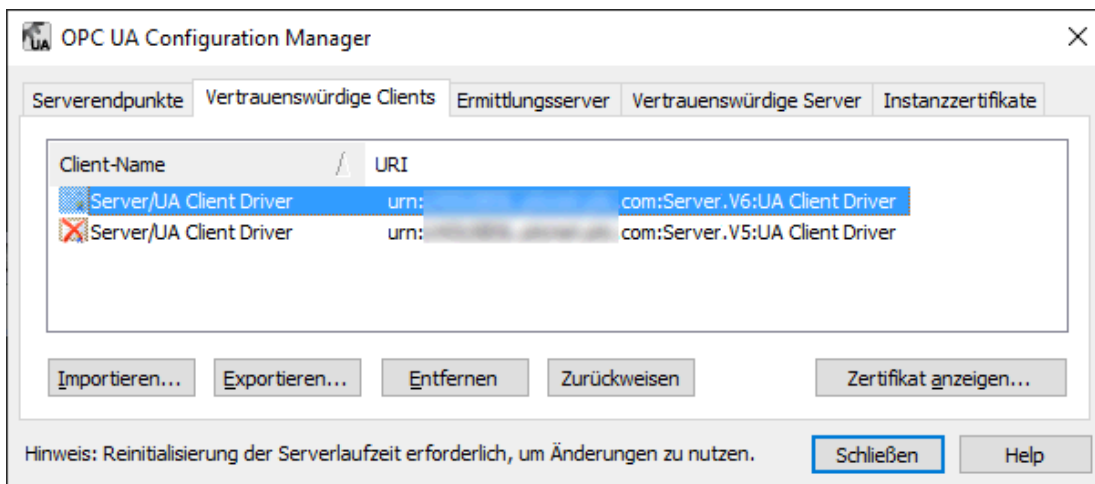 UA OPC UA Configuration Manager
Serverendpunkte Vertrauenswürdige Clients Ermittlungsserver Vertrauenswürdige Server Instanzzertifikate
Client-Name URI
Server/UA Client Driver urn: .com:Server.V6:UA Client Driver
Server/UA Client Driver urn: .com:Server.V5:UA Client Driver
Importieren... Exportieren... Entfernen Zurückweisen Zertifikat anzeigen...
Hinweis: Reinitialisierung der Serverlaufzeit erforderlich, um Änderungen zu nutzen. Schließen Help